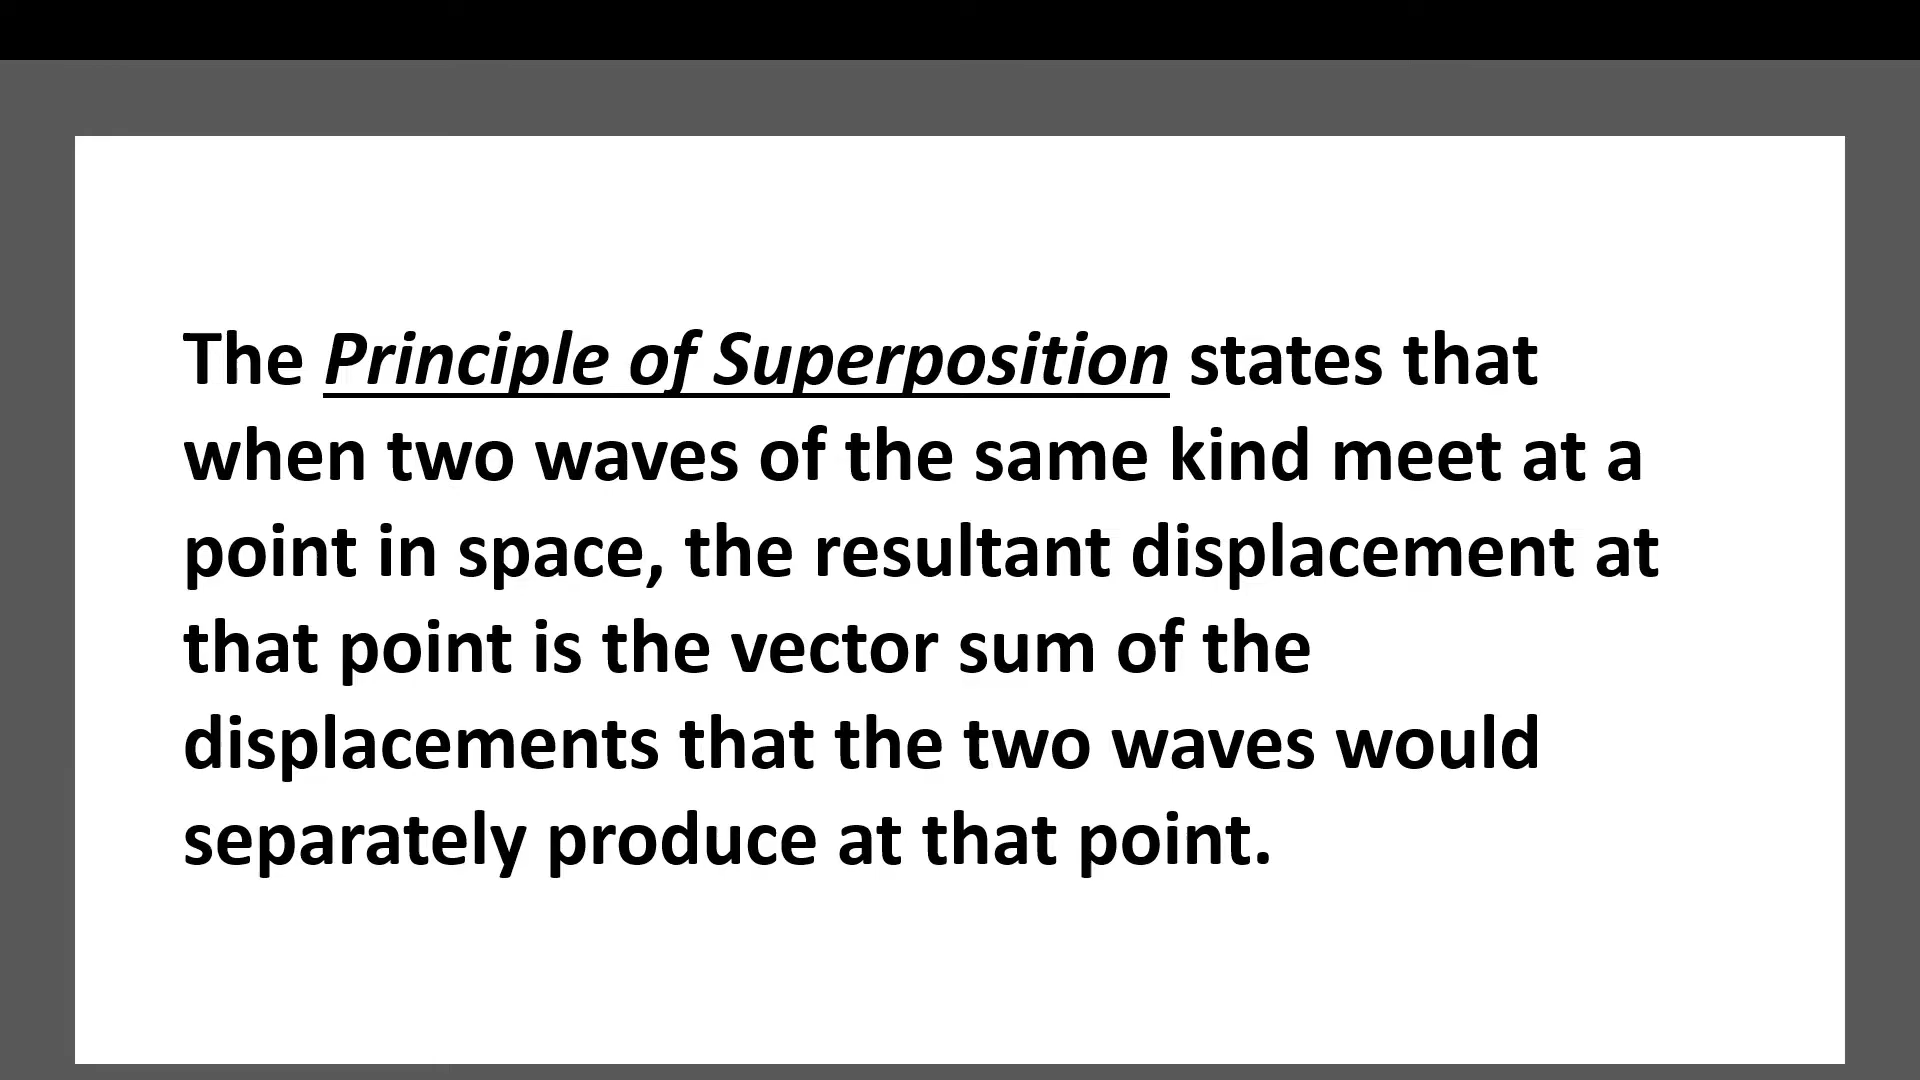 The Principle of Superposition states that
when two waves of the same kind meet at a
point in space, the resultant displacement at
that point is the vector sum of the
displacements that the two waves would
separately produce at that point.